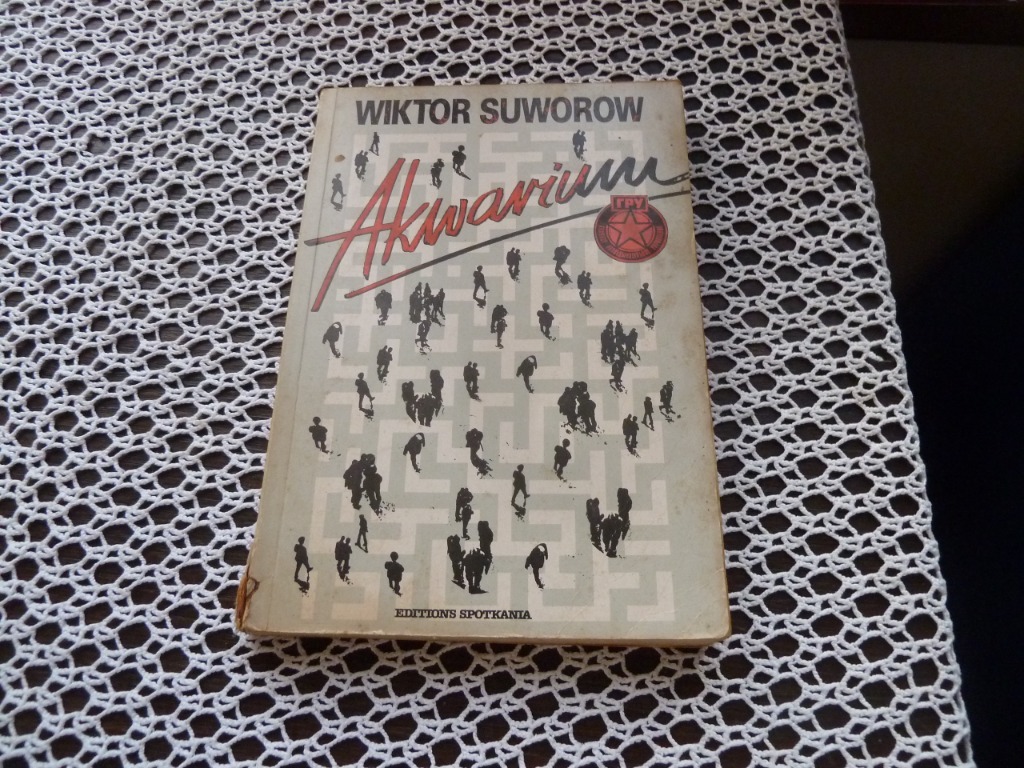 WIKTOR SUWOROW
Akwarium
ГРУ
EDITIONS SPOTKANIA